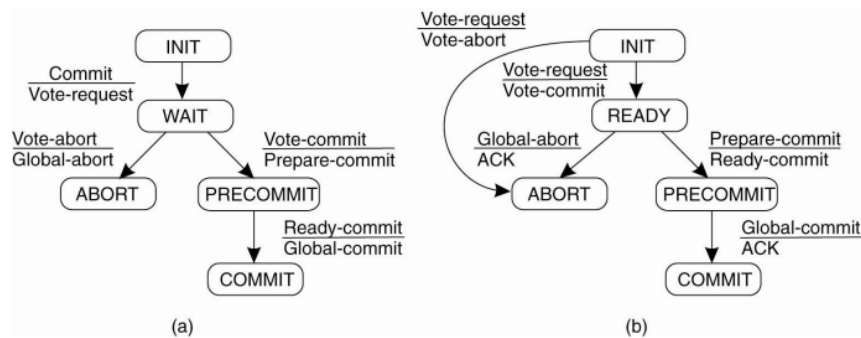 INIT
Commit
Vote-request
WAIT
Vote-abort
Global-abort
Vote-commit
Prepare-commit
ABORT
PRECOMMIT
Ready-commit
Global-commit
COMMIT
(a)
Vote-request
Vote-abort
INIT
Vote-request
Vote-commit
READY
Global-abort
ACK
Prepare-commit
Ready-commit
ABORT
PRECOMMIT
Global-commit
ACK
COMMIT
(b)